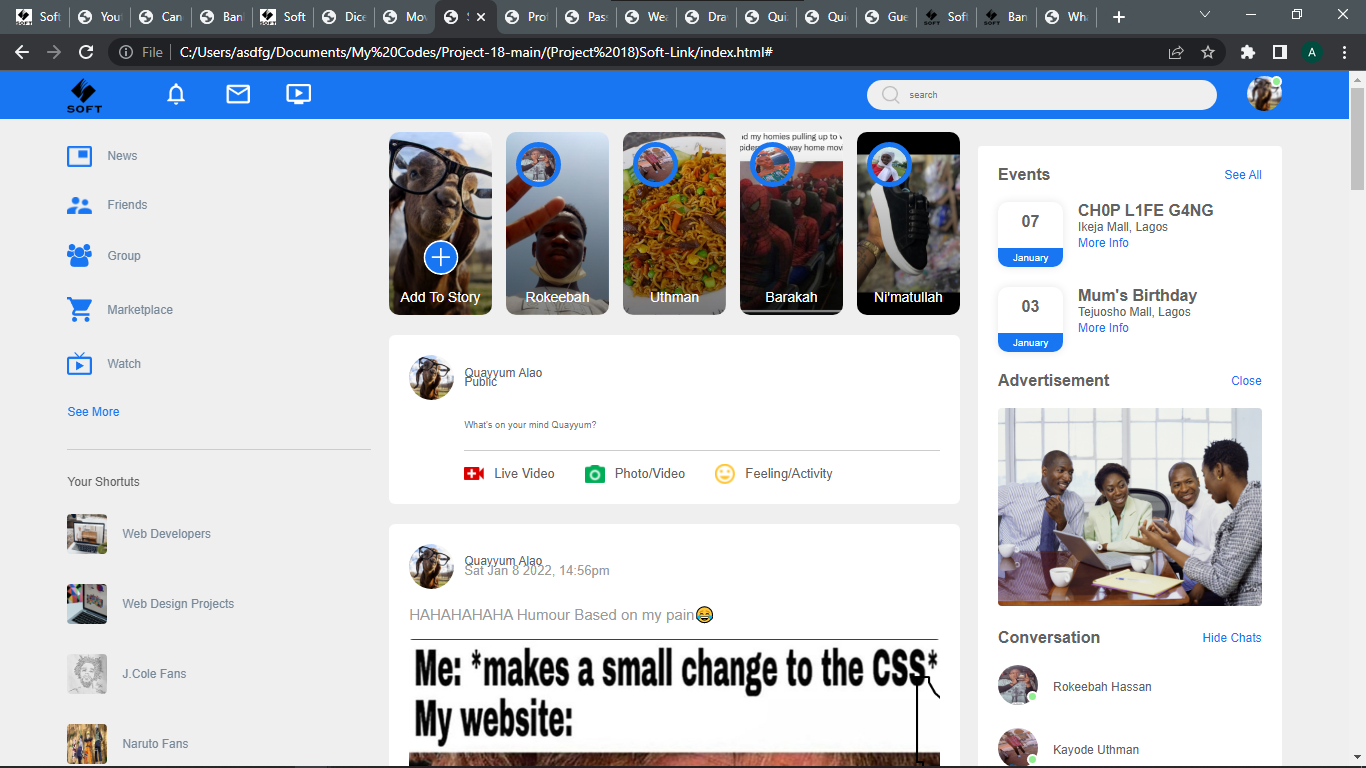 Soft
You
Can
Ban
Soft
Dice
Mov
S
Pro
Pas
Wea
Dra
Qui
Qui
Gue
Soft
Ban
Wha
File
C:/Users/asdfg/Documents/My%20Codes/Project-18-main/(Project%2018)Soft-Link/index.html#
A
SOFT
search
News
Friends
Group
Marketplace
Watch
See More
Your Shortuts
Web Developers
Web Design Projects
J.Cole Fans
Naruto Fans
Add To Story
Rokeebah
Uthman
nd my homies pulling up to
way home movi
Barakah
Ni'matullah
Quayyum Alao
Public
What's on your mind Quayyum?
Live Video
Photo/Video
Feeling/Activity
Quayyum Alao
Sat Jan 8 2022, 14:56pm
HAHAHAHAHA Humour Based on my pain😂
Me: *makes a small change to the CSS*
My website:
Events
See All
07
January
CH0P L1FE G4NG
Ikeja Mall, Lagos
More Info
03
January
Mum's Birthday
Tejuosho Mall, Lagos
More Info
Advertisement
Close
Conversation
Hide Chats
Rokeebah Hassan
Kayode Uthman